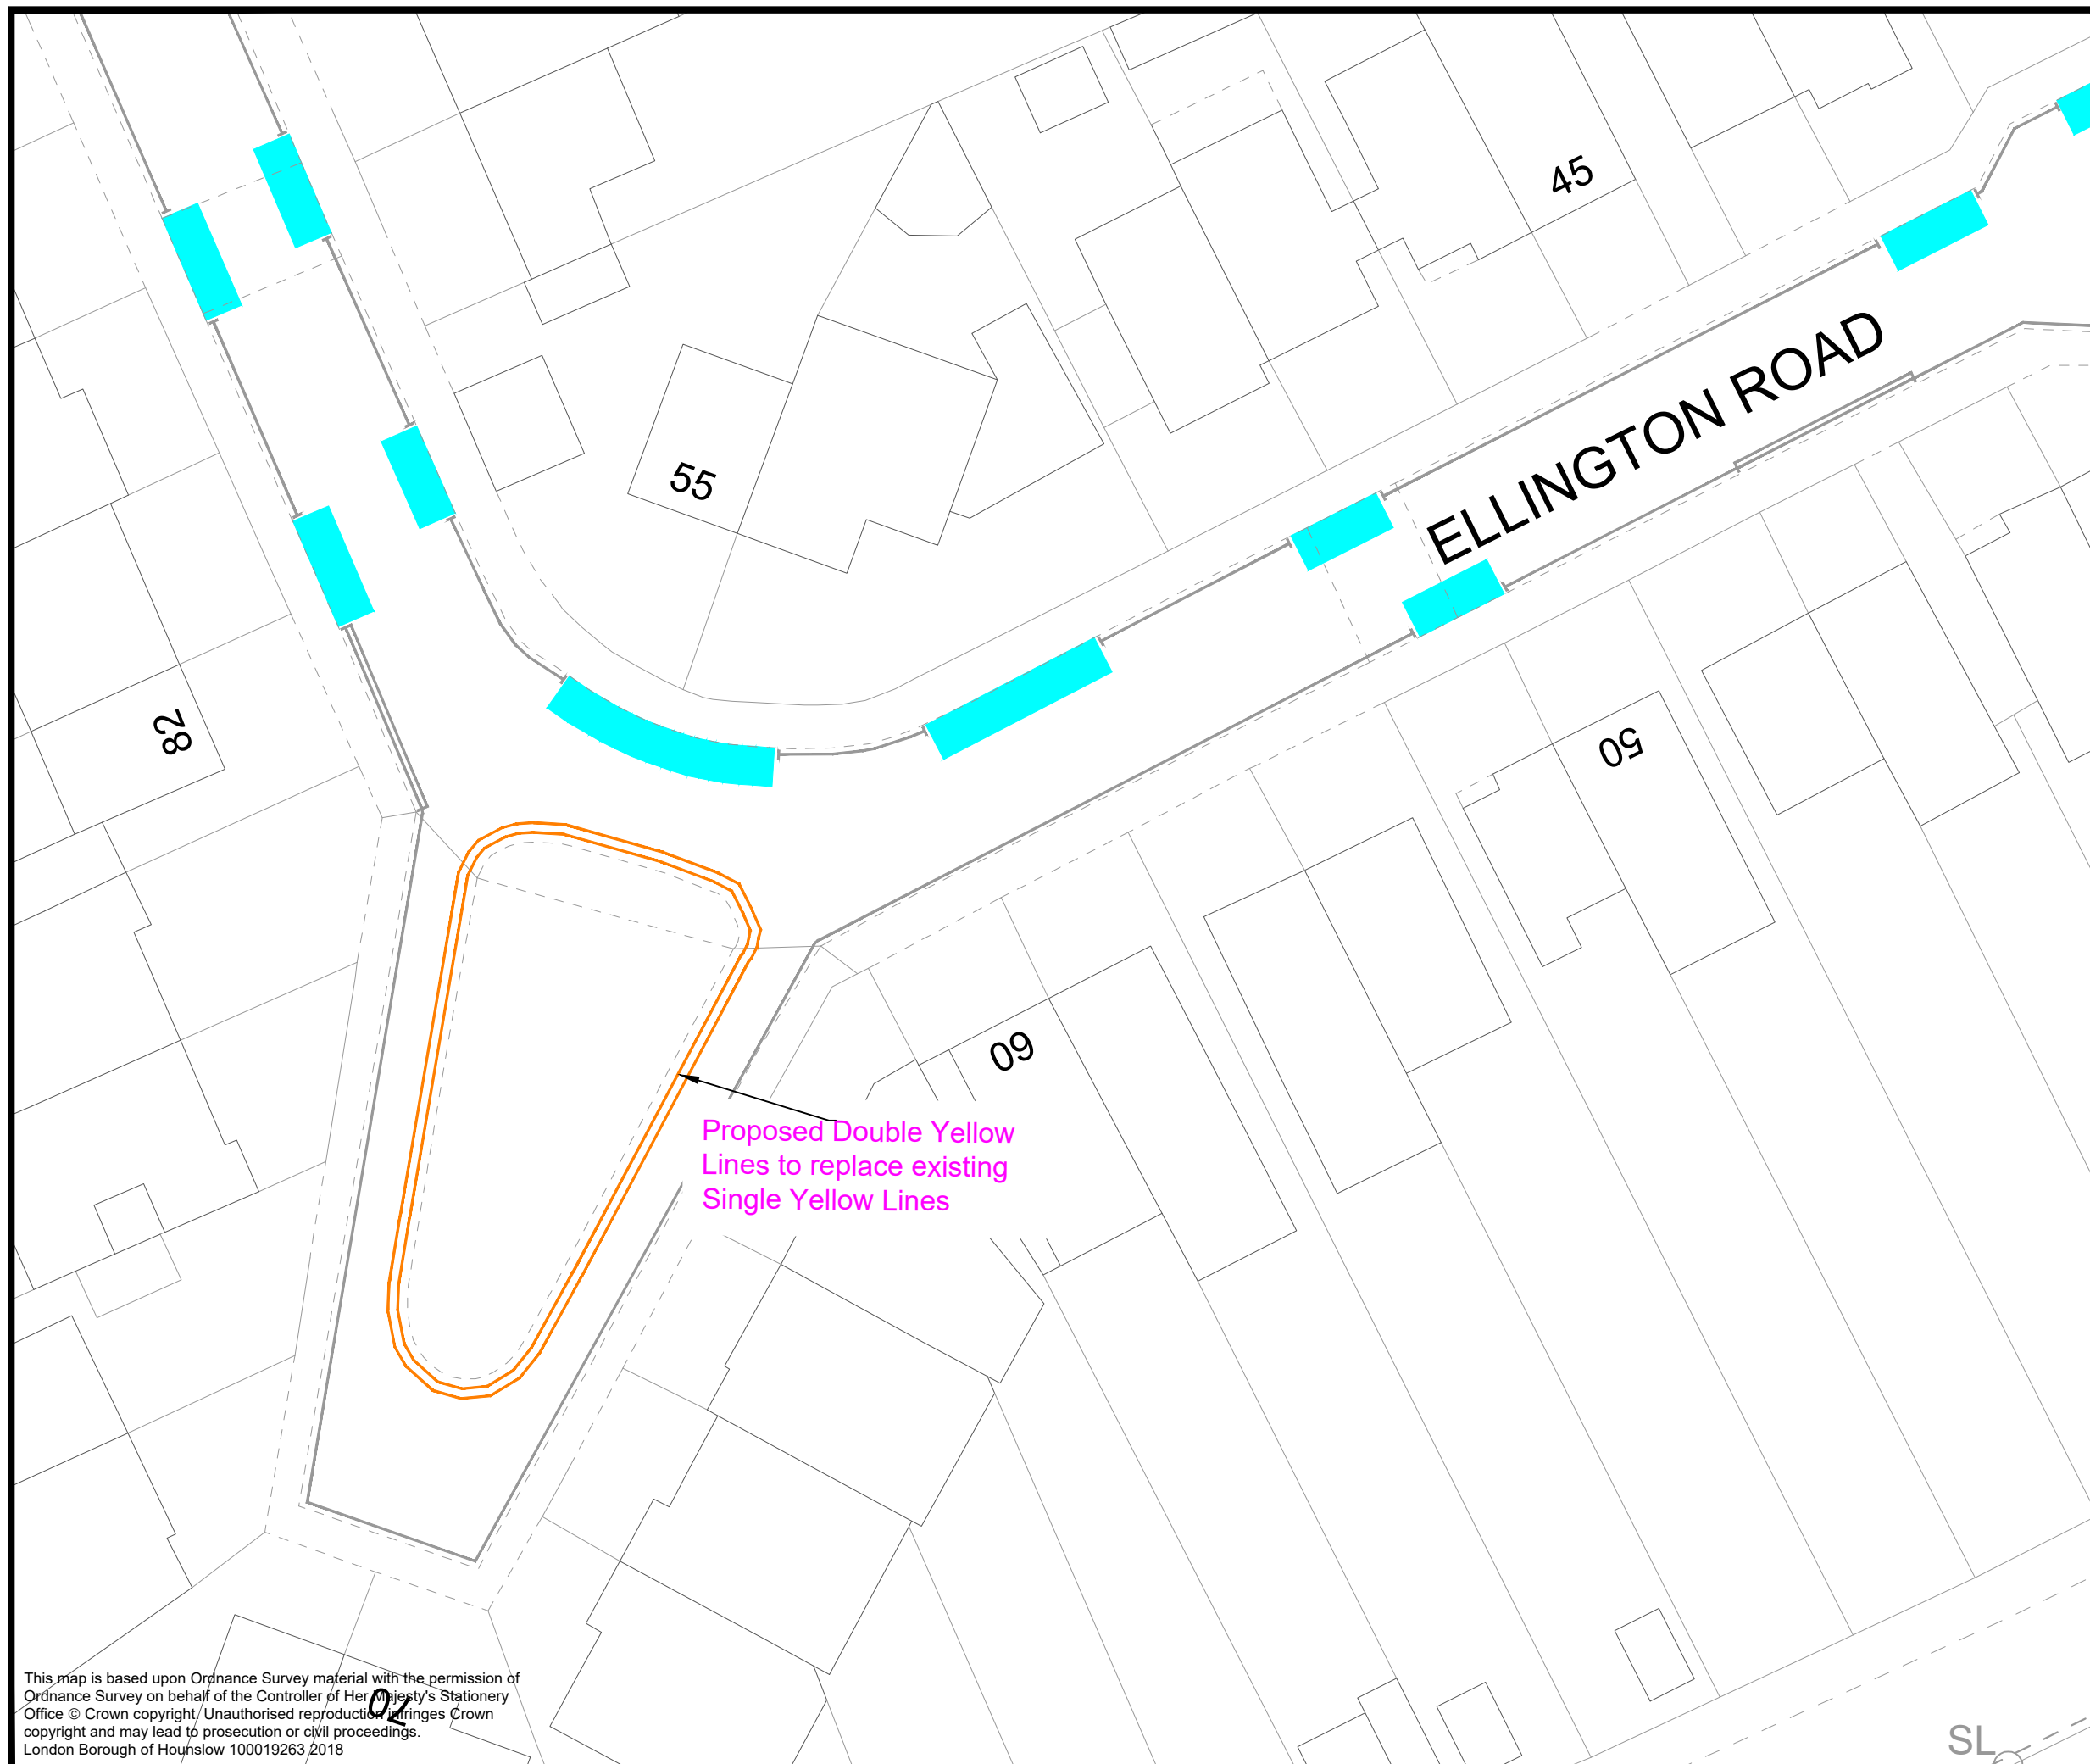 45
ELLINGTON ROAD
55
82
50
60
Proposed Double Yellow
Lines to replace existing
Single Yellow Lines
This map is based upon Ordnance Survey material with the permission of
Ordnance Survey on behalf of the Controller of Her Majesty's Stationery
Office © Crown copyright. Unauthorised reproduction infringes Crown
copyright and may lead to prosecution or civil proceedings.
London Borough of Hounslow 100019263 2018
70
SL